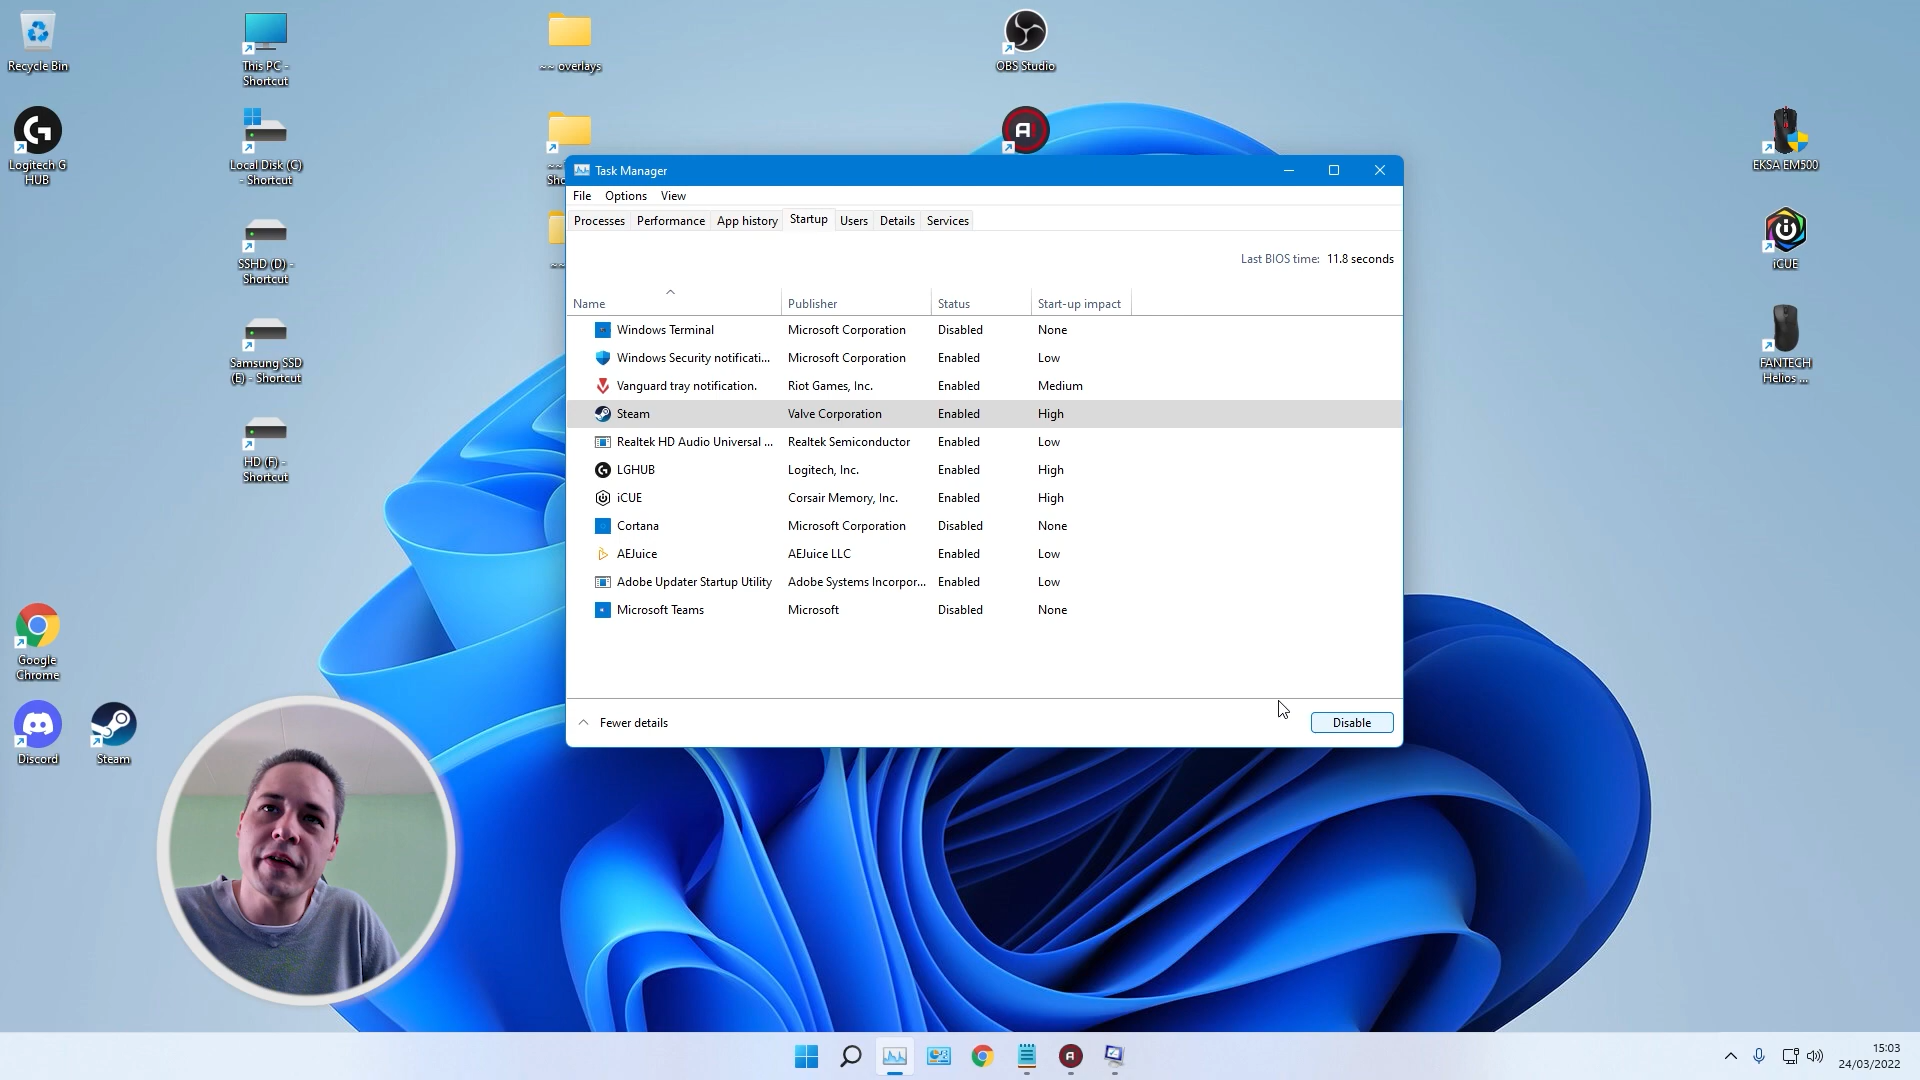 Recycle Bin
This PC -
Shortcut
~~ overlays
OBS Studio
Logitech G
HUB
Local Disk (C)
- Shortcut
EKSA EM500
SSHD (D) -
Shortcut
iCUE
Samsung SSD
(E) - Shortcut
FANTECH
Helios ...
HD (F) -
Shortcut
Google
Chrome
Discord
Steam
Task Manager
File Options View
Processes Performance App history Startup Users Details Services
Last BIOS time: 11.8 seconds
Name Publisher Status Start-up impact
Windows Terminal Microsoft Corporation Disabled None
Windows Security notificati... Microsoft Corporation Enabled Low
Vanguard tray notification. Riot Games, Inc. Enabled Medium
Steam Valve Corporation Enabled High
Realtek HD Audio Universal ... Realtek Semiconductor Enabled Low
LGHUB Logitech, Inc. Enabled High
iCUE Corsair Memory, Inc. Enabled High
Cortana Microsoft Corporation Disabled None
AEJuice AEJuice LLC Enabled Low
Adobe Updater Startup Utility Adobe Systems Incorpor... Enabled Low
Microsoft Teams Microsoft Disabled None
Fewer details
Disable
15:03
24/03/2022